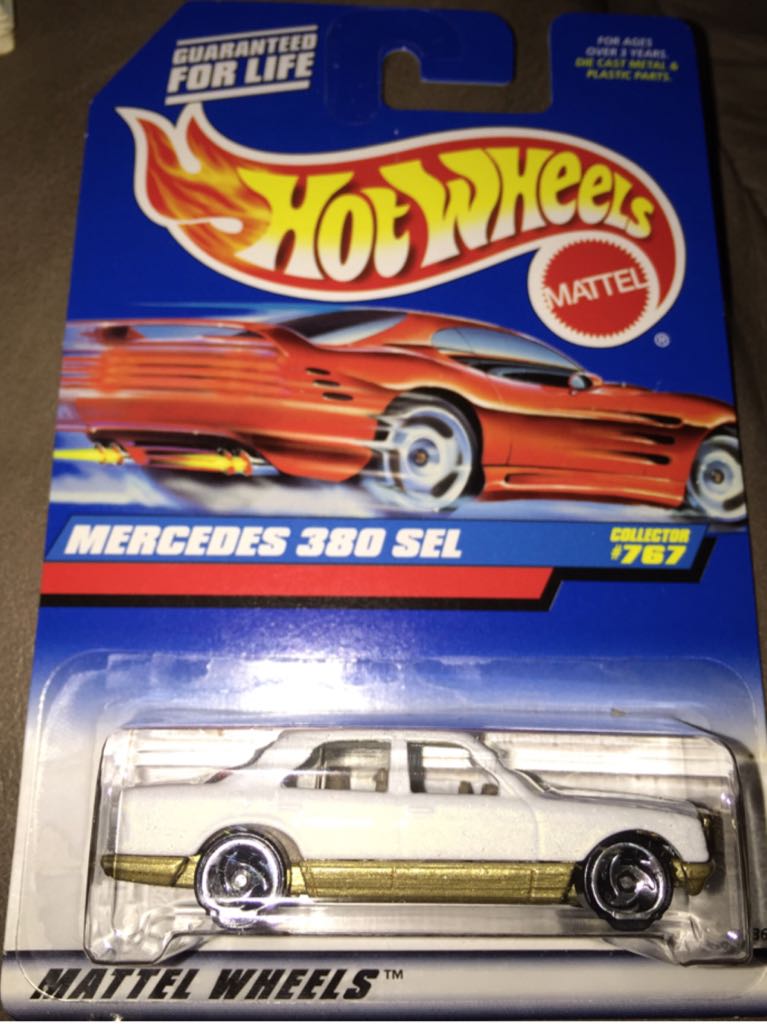 GUARANTEED
FOR LIFE
FOR AGES
OVER 3 YEARS.
DIE CAST METAL &
PLASTIC PARTS.
HOT WHEELS
MATTEL
®
MERCEDES 380 SEL
COLLECTOR
#767
MATTEL WHEELS™